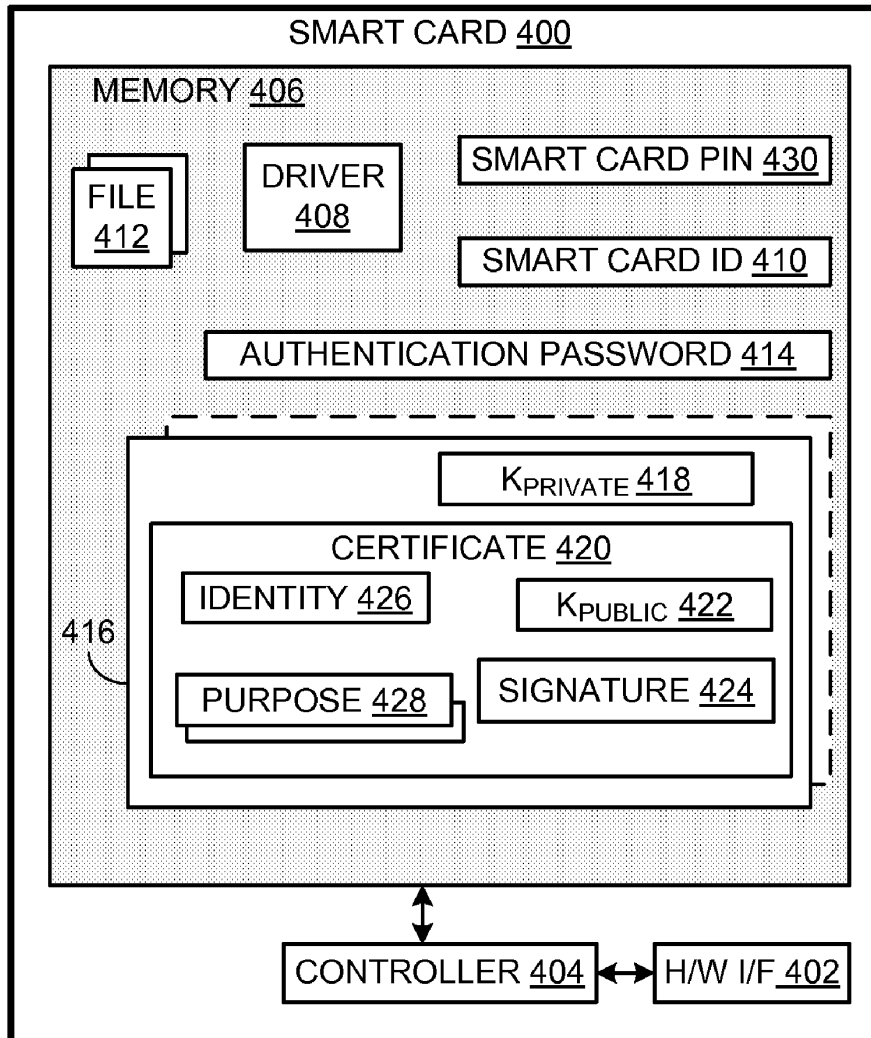 SMART CARD 400
MEMORY 406
FILE
412
DRIVER
408
SMART CARD PIN 430
SMART CARD ID 410
AUTHENTICATION PASSWORD 414
KPRIVATE 418
CERTIFICATE 420
IDENTITY 426
KPUBLIC 422
416
PURPOSE 428
SIGNATURE 424
CONTROLLER 404
H/W I/F 402